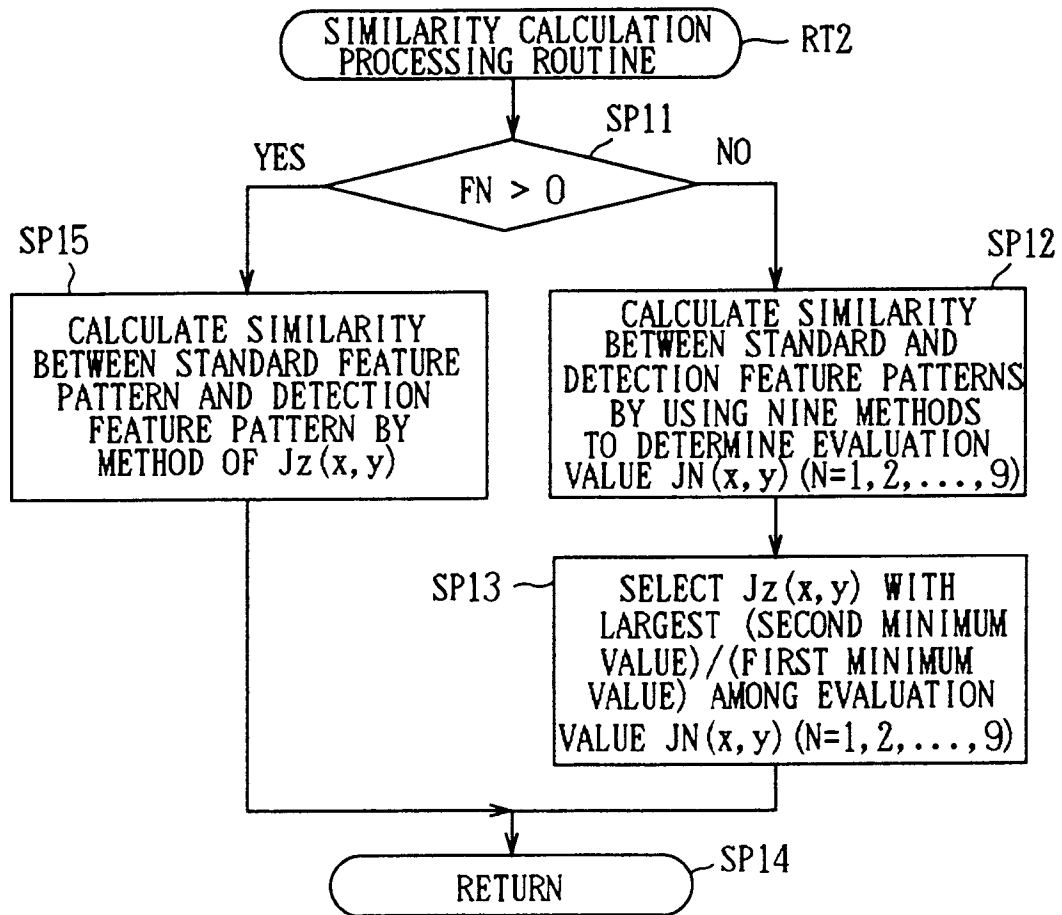 SIMILARITY CALCULATION
PROCESSING ROUTINE
RT2
SP11
YES
NO
FN > 0
SP15
SP12
CALCULATE SIMILARITY
BETWEEN STANDARD FEATURE
PATTERN AND DETECTION
FEATURE PATTERN BY
METHOD OF Jz(x,y)
CALCULATE SIMILARITY
BETWEEN STANDARD AND
DETECTION FEATURE PATTERNS
BY USING NINE METHODS
TO DETERMINE EVALUATION
VALUE JN(x,y)(N=1,2,...,9)
SP13
SELECT Jz(x,y) WITH
LARGEST (SECOND MINIMUM
VALUE)/(FIRST MINIMUM
VALUE) AMONG EVALUATION
VALUE JN(x,y)(N=1,2,...,9)
SP14
RETURN